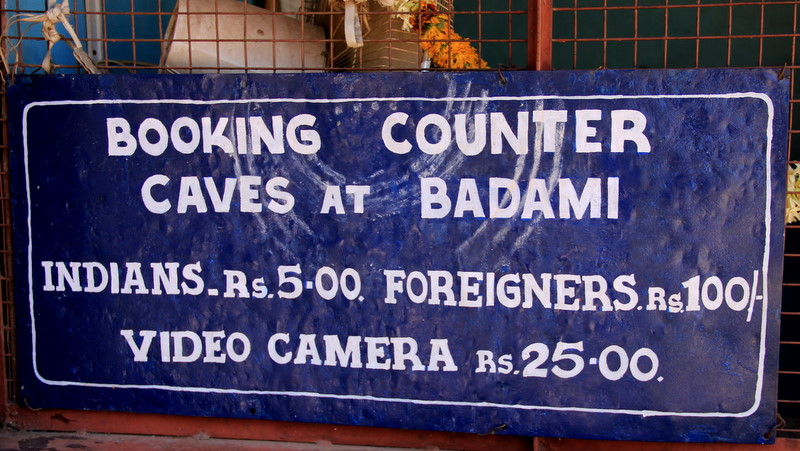 BOOKING COUNTER
CAVES AT BADAMI
INDIANS-Rs.5·00. FOREIGNERS.Rs.100/-
VIDEO CAMERA Rs.25·00.